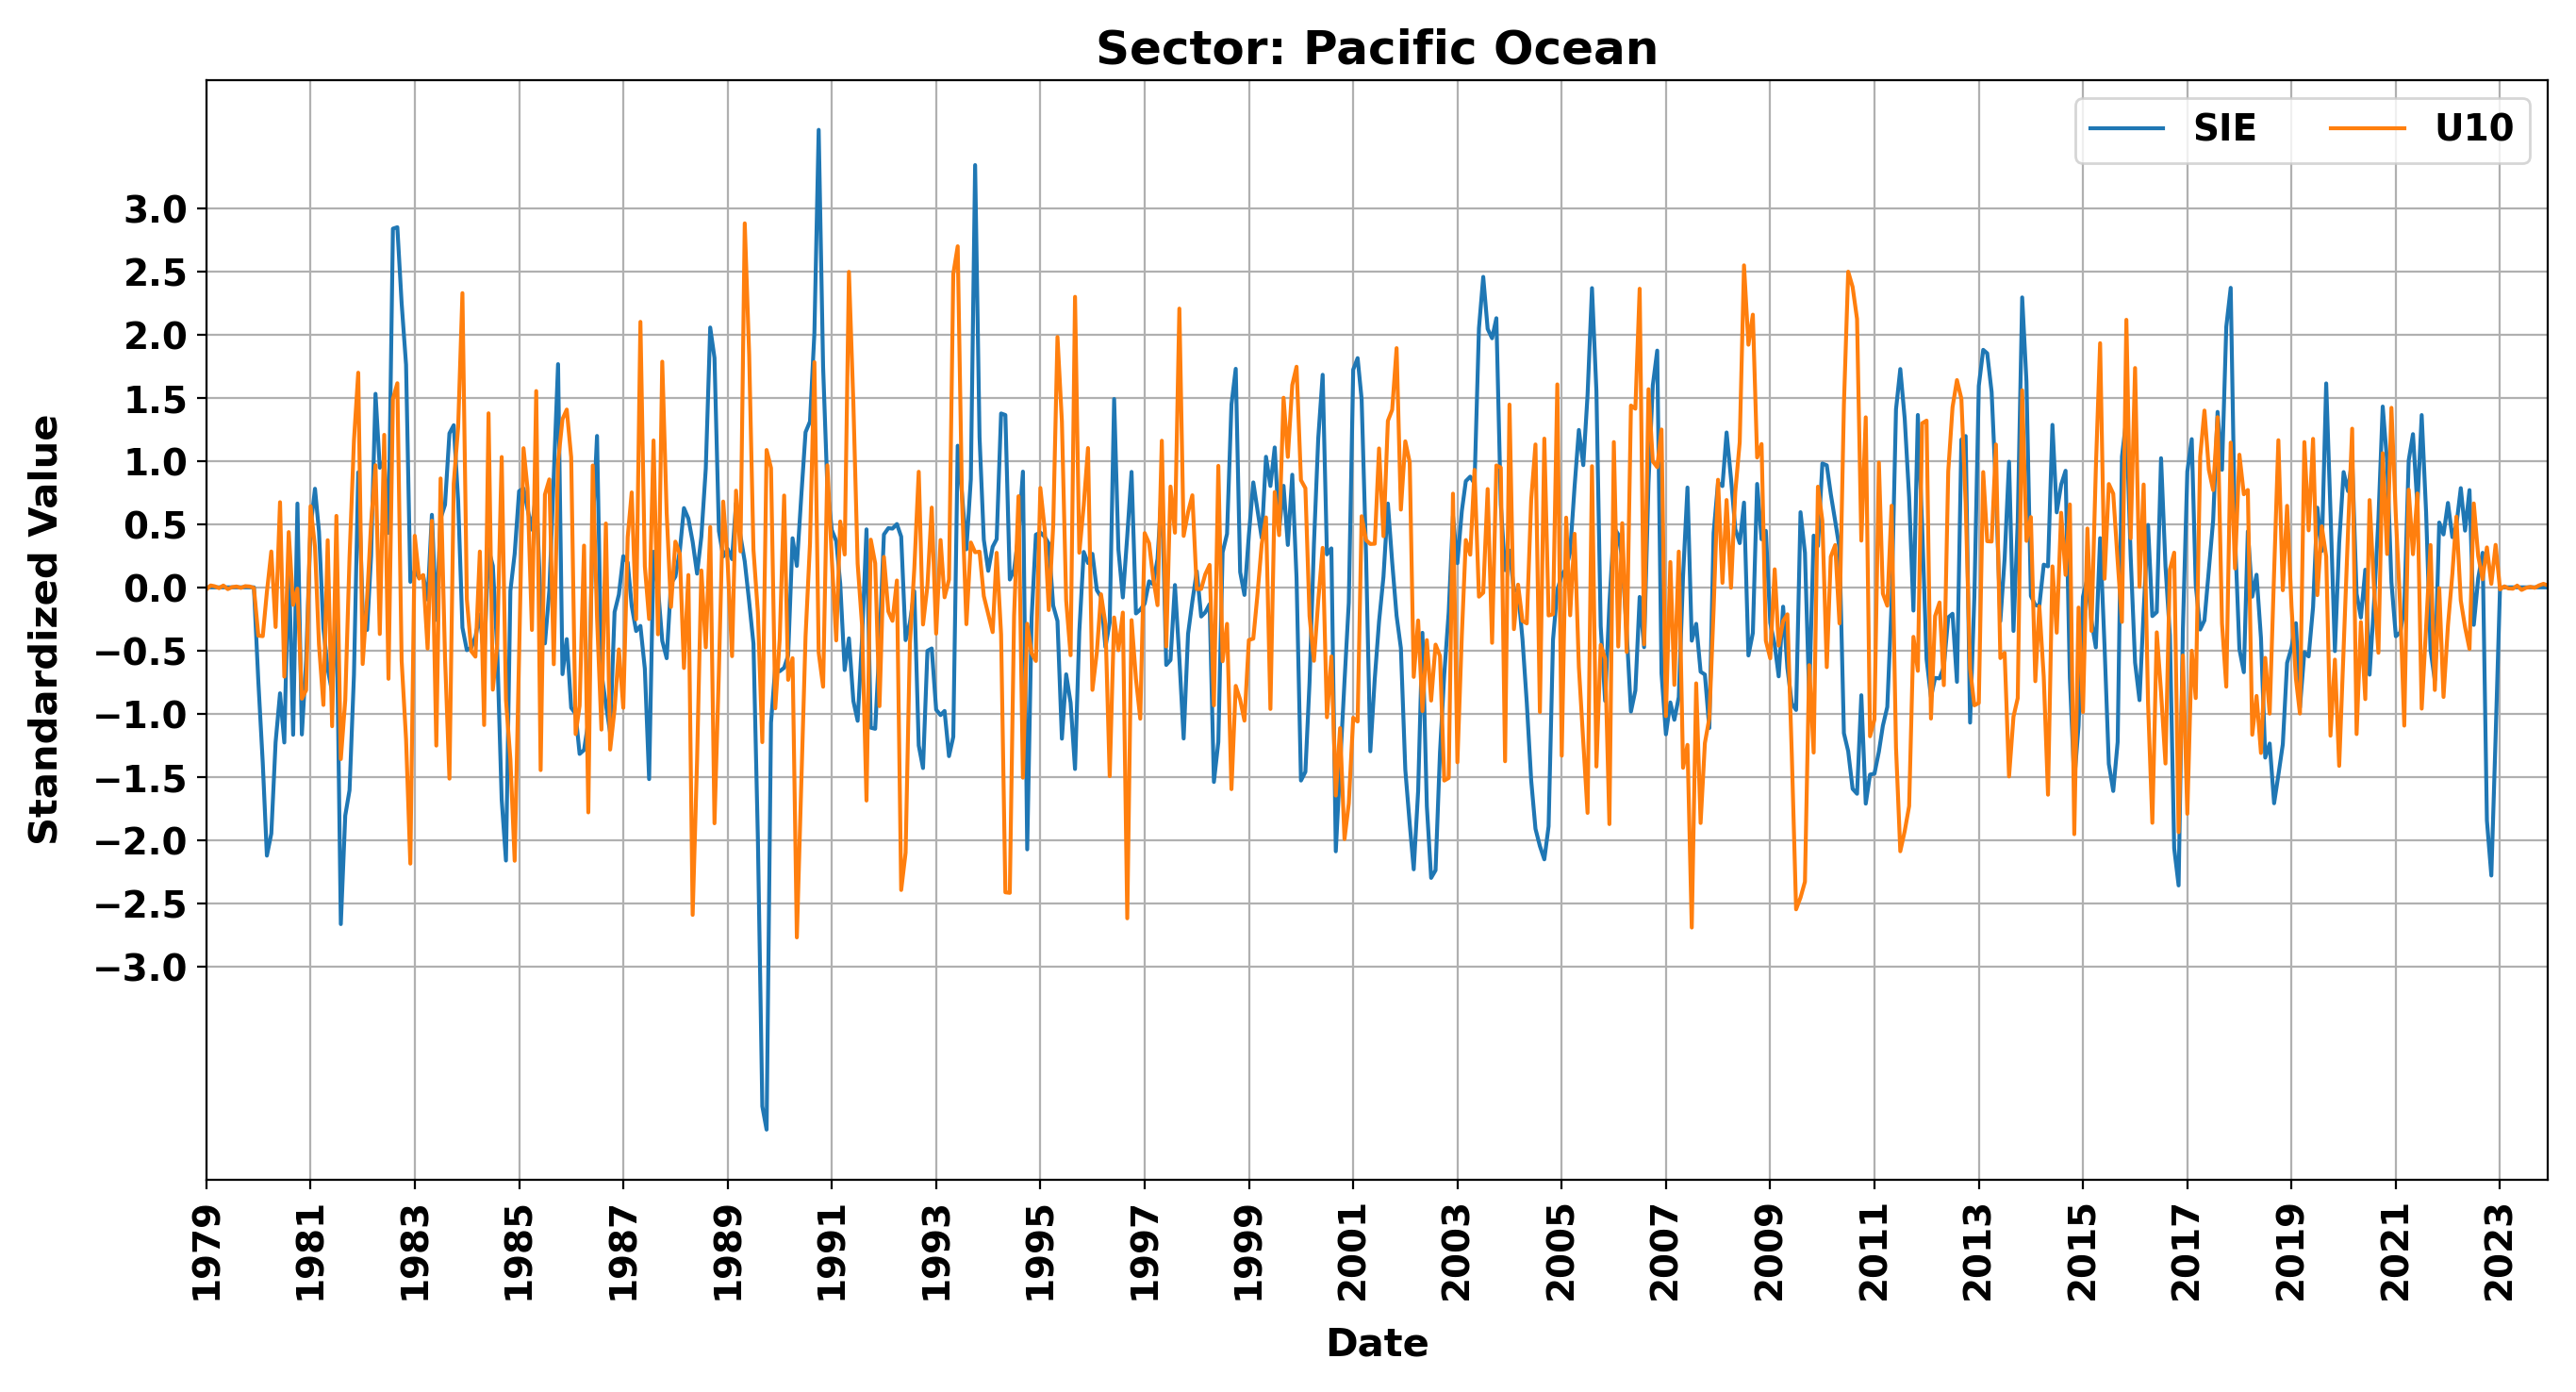 Sector: Pacific Ocean
SIE U10
Standardized Value
3.0
2.5
2.0
1.5
1.0
0.5
0.0
−0.5
−1.0
−1.5
−2.0
−2.5
−3.0
1979 1981 1983 1985 1987 1989 1991 1993 1995 1997 1999 2001 2003 2005 2007 2009 2011 2013 2015 2017 2019 2021 2023
Date